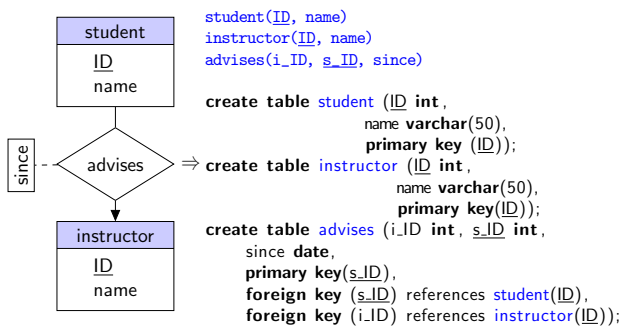 student
ID
name
since
advises
instructor
ID
name
⇒
student(ID, name)
instructor(ID, name)
advises(i_ID, s_ID, since)
create table student (ID int,
name varchar(50),
primary key (ID));
create table instructor (ID int,
name varchar(50),
primary key(ID));
create table advises (i_ID int, s_ID int,
since date,
primary key(s_ID),
foreign key (s_ID) references student(ID),
foreign key (i_ID) references instructor(ID));